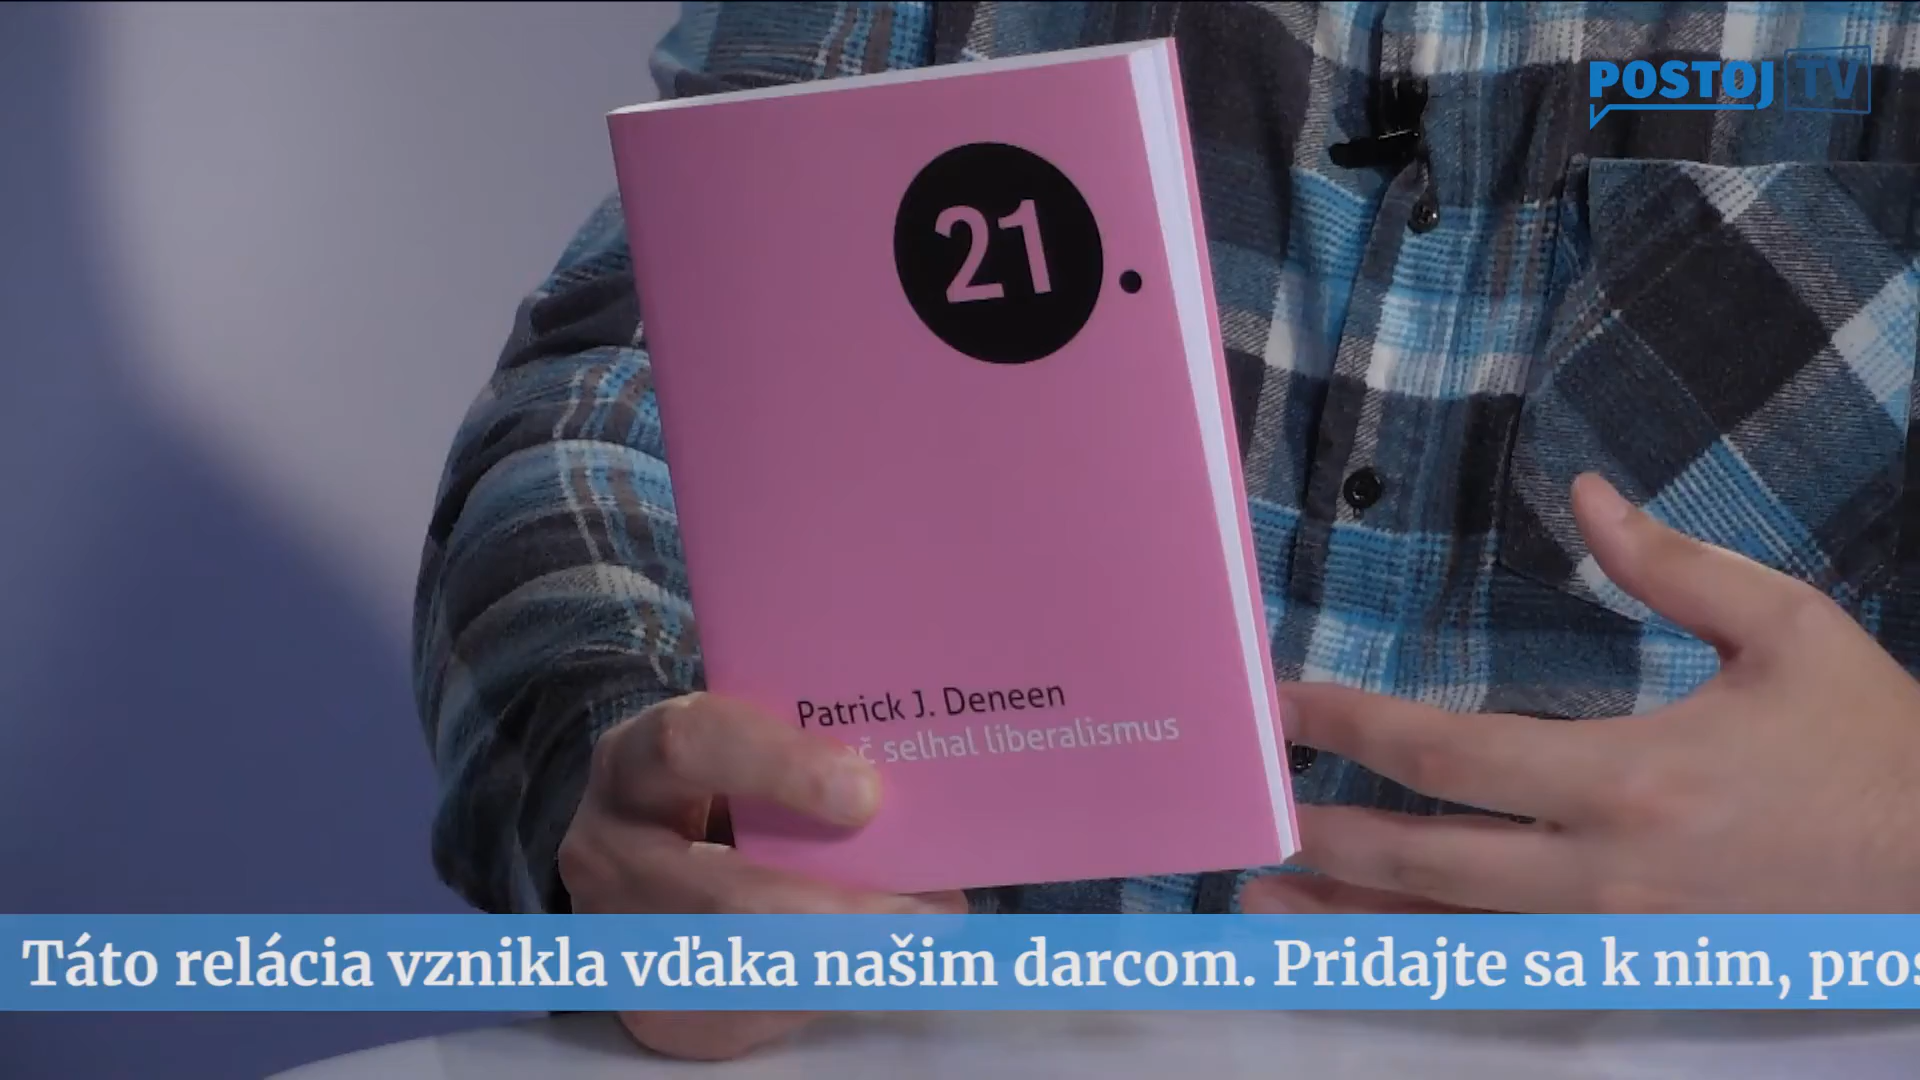 POSTOJ TV
21.
Patrick J. Deneen
selhal liberalismus
Táto relácia vznikla vďaka našim darcom. Pridajte sa k nim,